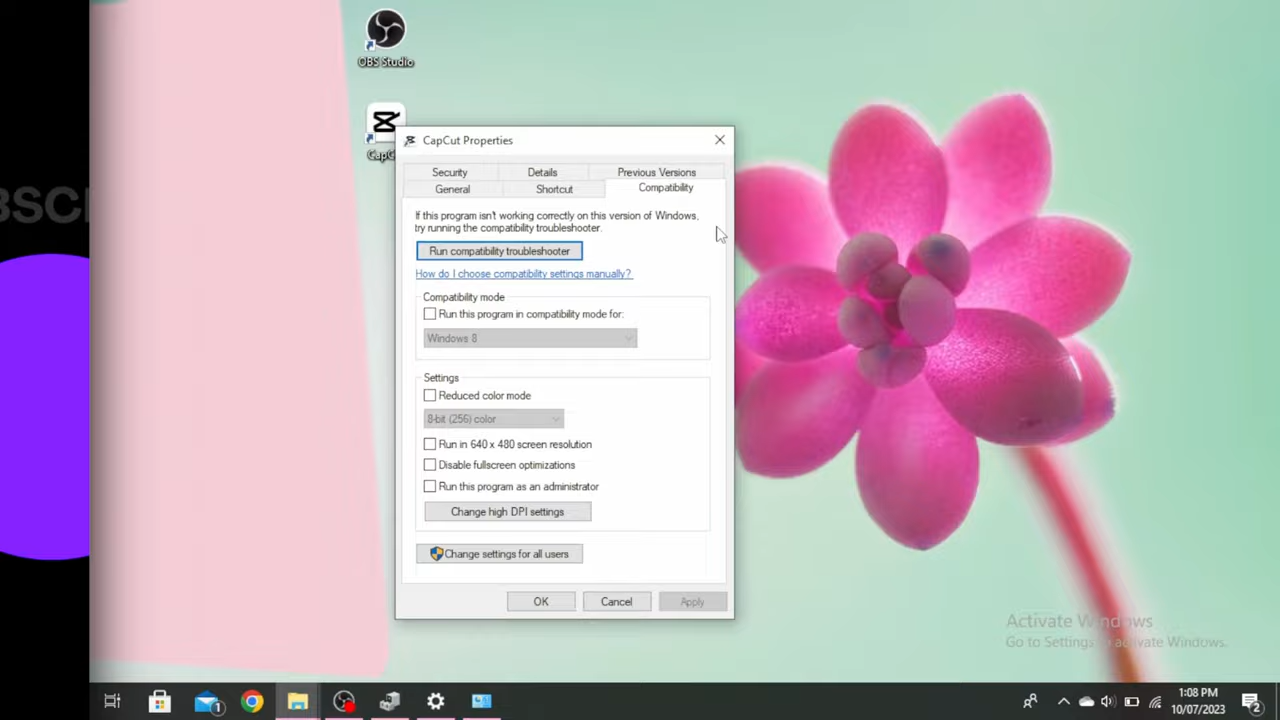 OBS Studio
CapCut Properties
Security
Details
Previous Versions
General
Shortcut
Compatibility
If this program isn't working correctly on this version of Windows,
try running the compatibility troubleshooter.
Run compatibility troubleshooter
How do I choose compatibility settings manually?
Compatibility mode
Run this program in compatibility mode for:
Windows 8
Settings
Reduced color mode
8-bit (256) color
Run in 640 x 480 screen resolution
Disable fullscreen optimizations
Run this program as an administrator
Change high DPI settings
Change settings for all users
OK
Cancel
Apply
Activate Windows
Go to Settings to activate Windows.
1
1:08 PM
10/07/2023
2